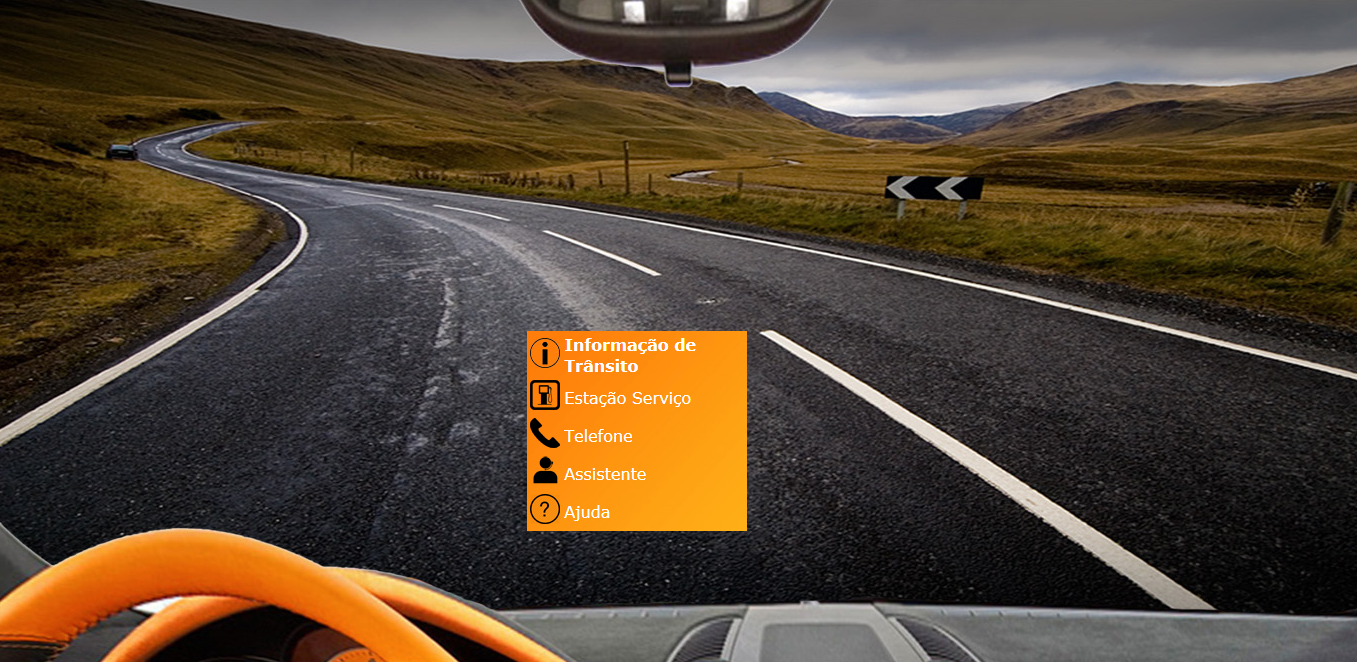 Informação de
Trânsito
Estação Serviço
Telefone
Assistente
Ajuda